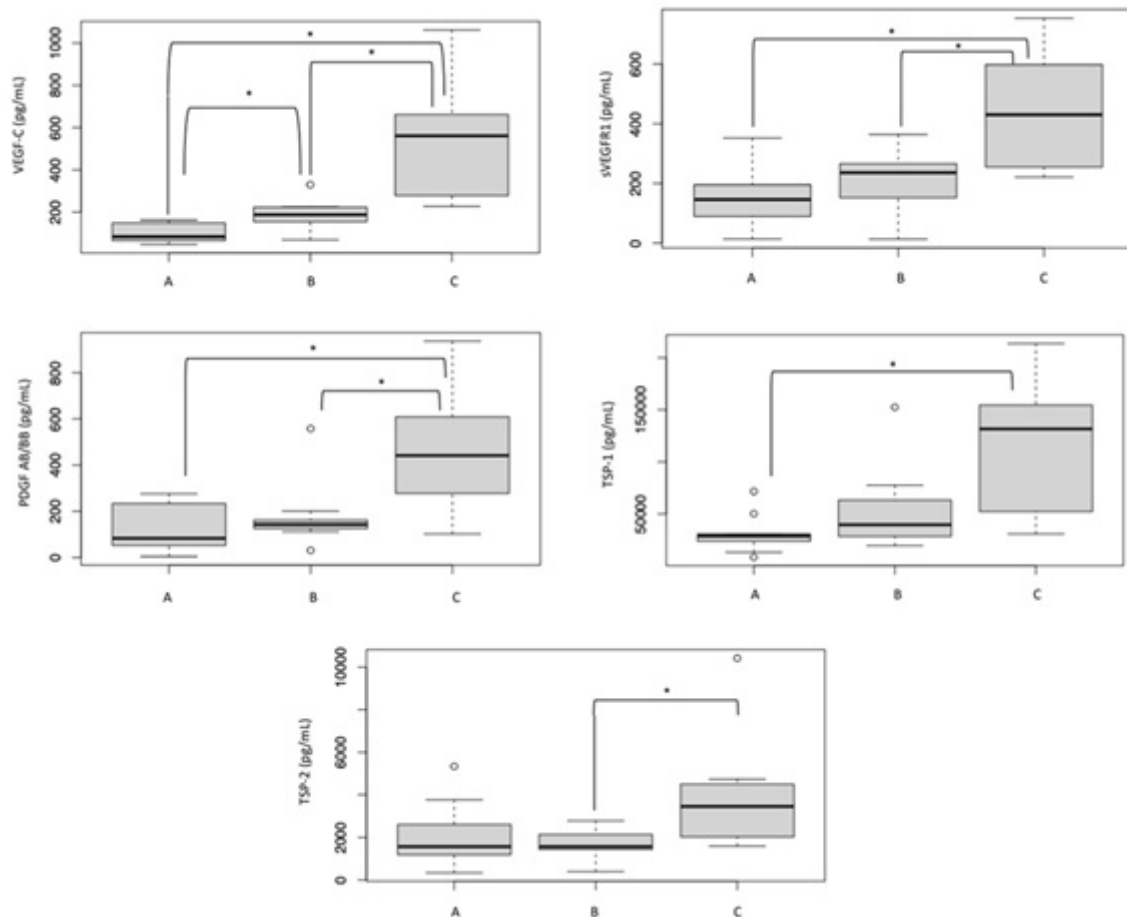 VEGF-C (pg/mL)
1000
800
600
400
200
*
*
*
A B C
sVEGFR1 (pg/mL)
600
400
200
0
*
*
A B C
PDGF AB/BB (pg/mL)
800
600
400
200
0
*
*
A B C
TSP-1 (pg/mL)
150000
50000
*
A B C
TSP-2 (pg/mL)
10000
6000
2000
0
*
A B C